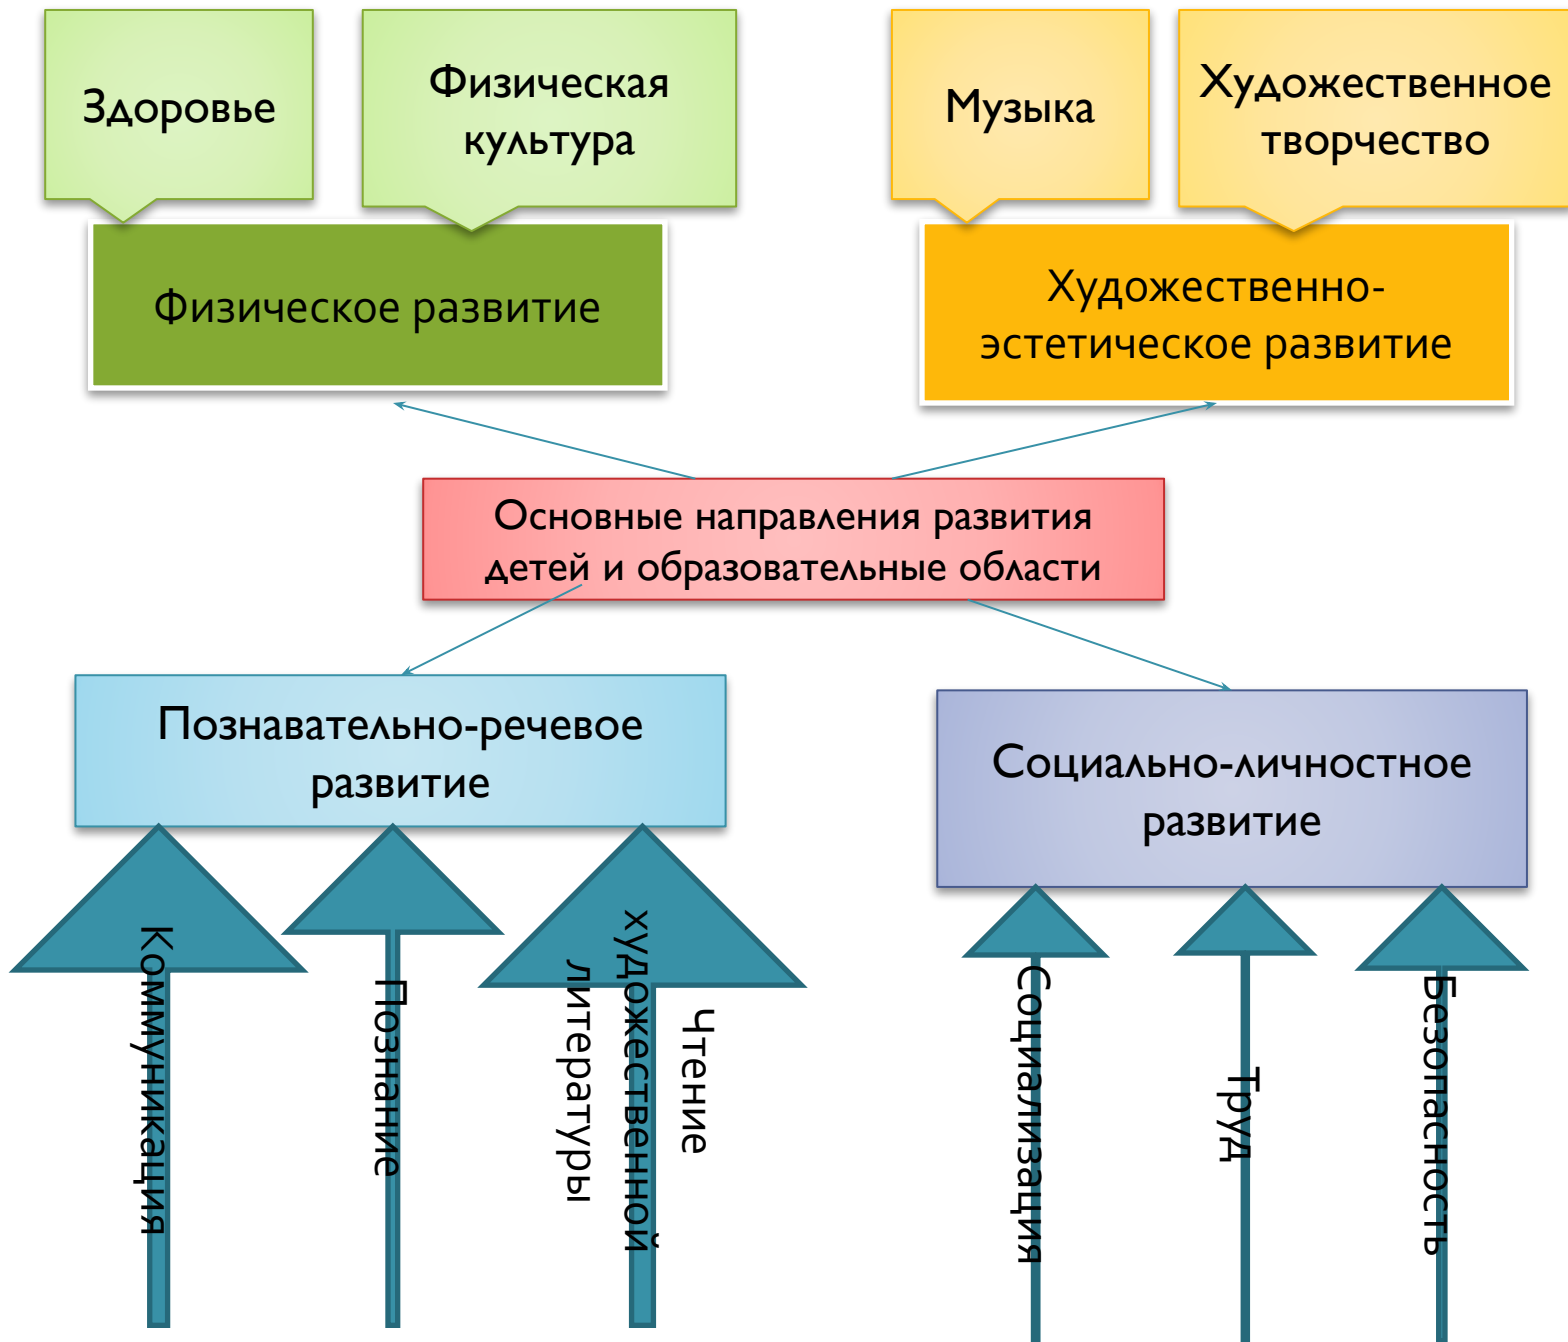 Здоровье
Физическая
культура
Музыка
Художественное
творчество
Физическое развитие
Художественно-
эстетическое развитие
Основные направления развития
детей и образовательные области
Познавательно-речевое
развитие
Социально-личностное
развитие
Коммуникация
Познание
Чтение
художественной
литературы
Социализация
Труд
Безопасность